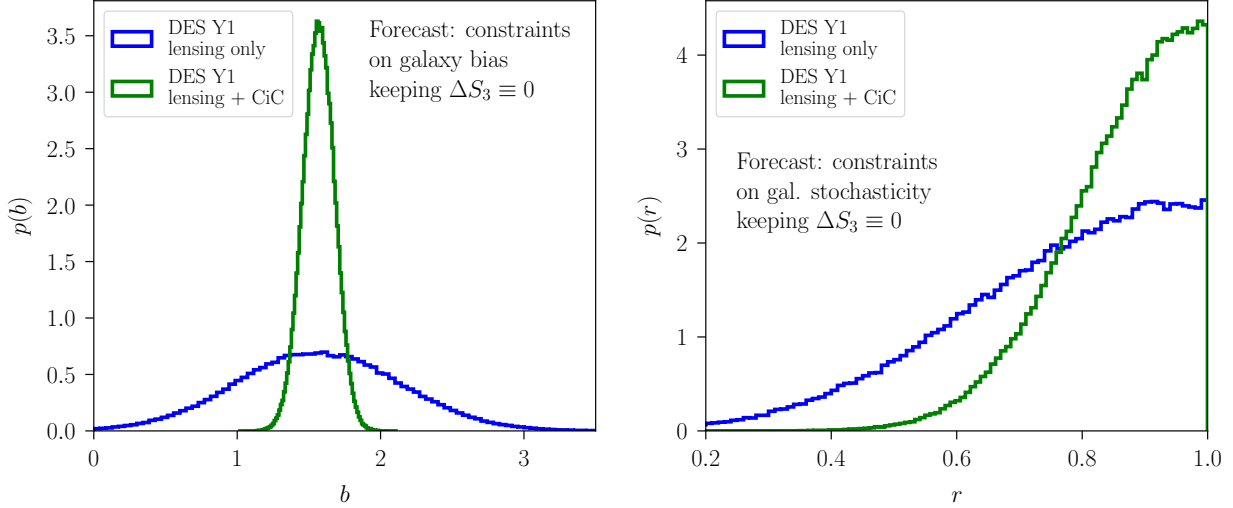 DES Y1
lensing only
DES Y1
lensing + CiC
Forecast: constraints
on galaxy bias
keeping ΔS₃ ≡ 0
p(b)
3.5
3.0
2.5
2.0
1.5
1.0
0.5
0.0
0
1
2
3
b
DES Y1
lensing only
DES Y1
lensing + CiC
Forecast: constraints
on gal. stochasticity
keeping ΔS₃ ≡ 0
p(r)
4
3
2
1
0
0.2
0.4
0.6
0.8
1.0
r